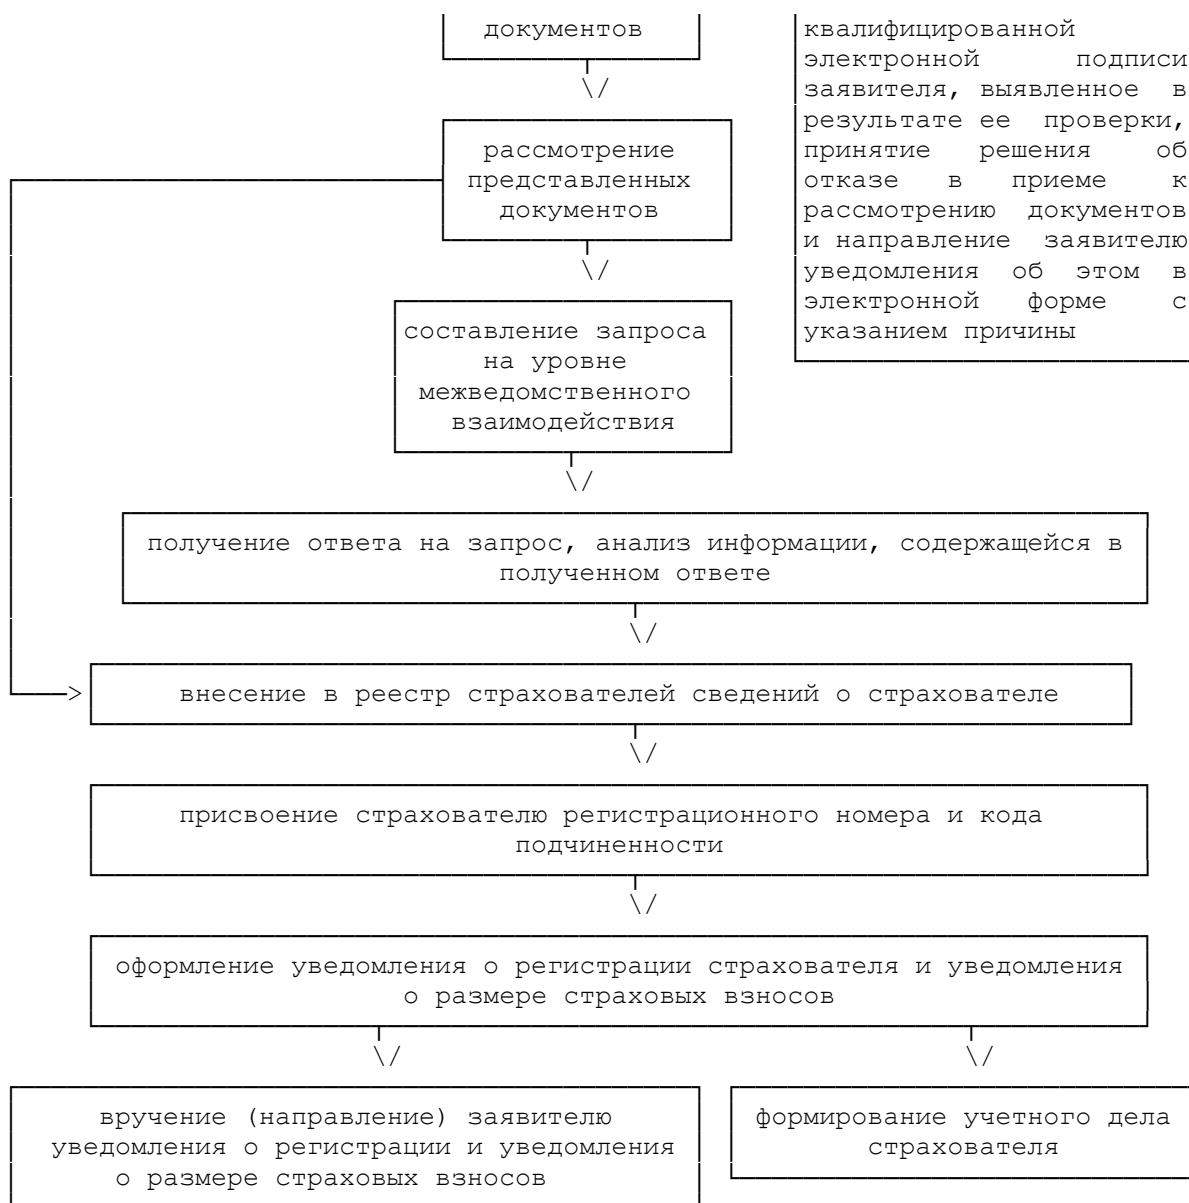 документов
квалифицированной
электронной подписи
заявителя, выявленное в
результате ее проверки,
принятие решения об
отказе в приеме к
рассмотрению документов
и направление заявителю
уведомления об этом в
электронной форме с
указанием причины
\/
рассмотрение
представленных
документов
\/
составление запроса
на уровне
межведомственного
взаимодействия
\/
получение ответа на запрос, анализ информации, содержащейся в
полученном ответе
\/
> внесение в реестр страхователей сведений о страхователе
\/
присвоение страхователю регистрационного номера и кода
подчиненности
\/
оформление уведомления о регистрации страхователя и уведомления
о размере страховых взносов
\/ \/
вручение (направление) заявителю
уведомления о регистрации и уведомления
о размере страховых взносов
формирование учетного дела
страхователя